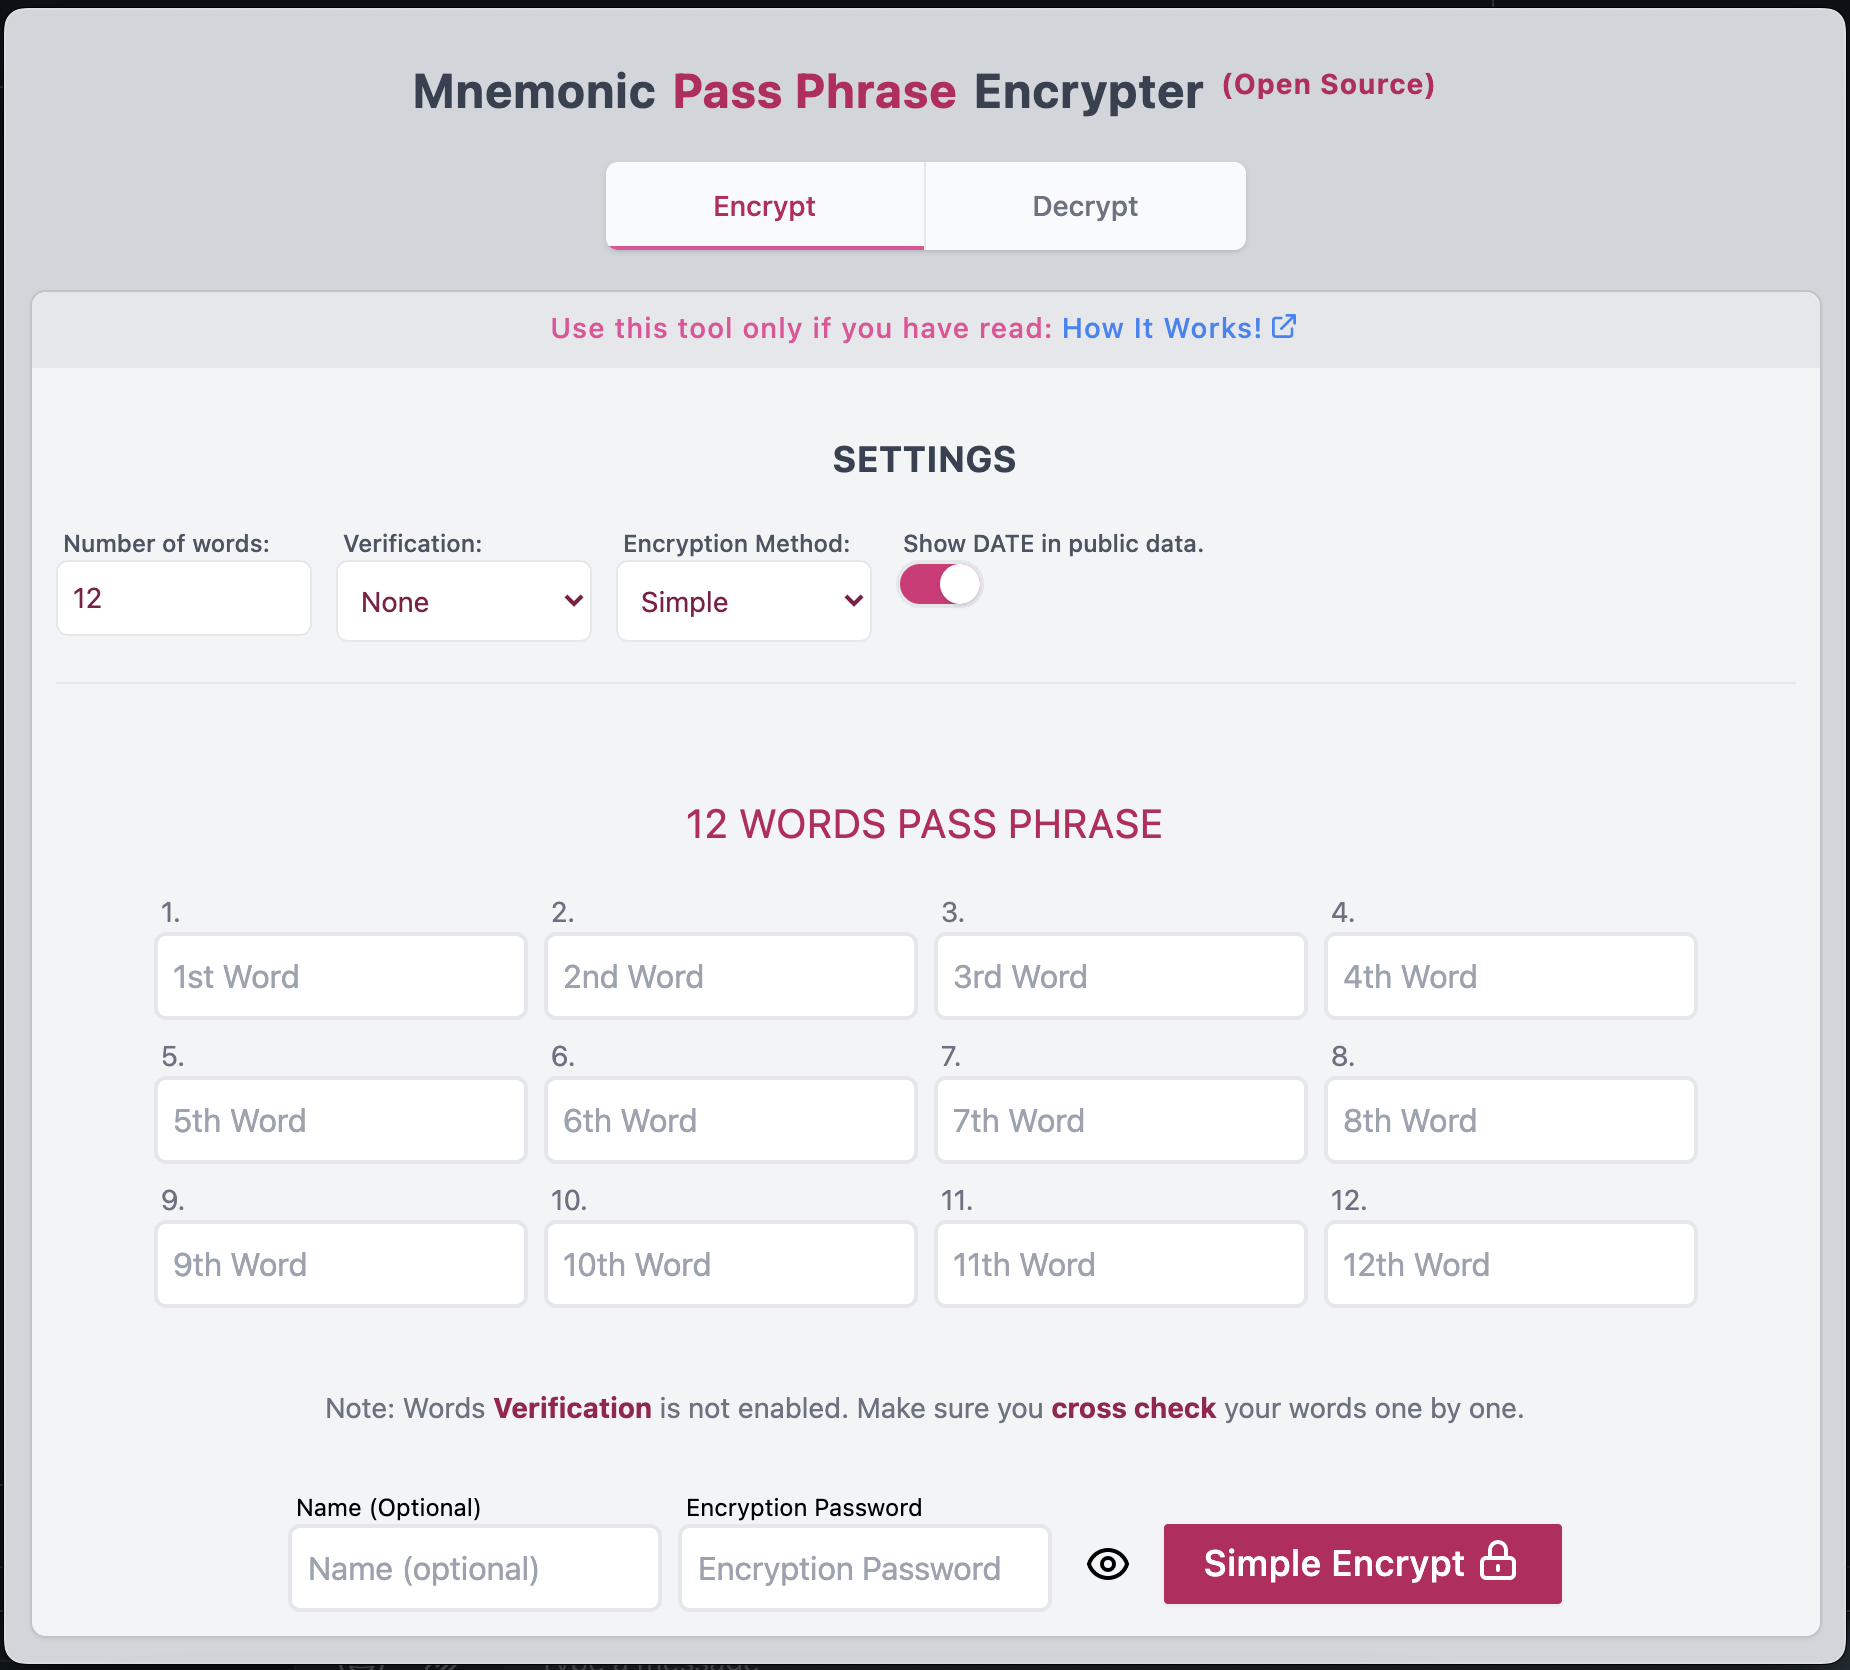 Mnemonic Pass Phrase Encrypter (Open Source)
Encrypt Decrypt
Use this tool only if you have read: How It Works!
SETTINGS
Number of words: Verification: Encryption Method: Show DATE in public data.
12 None Simple
12 WORDS PASS PHRASE
1. 2. 3. 4.
1st Word 2nd Word 3rd Word 4th Word
5. 6. 7. 8.
5th Word 6th Word 7th Word 8th Word
9. 10. 11. 12.
9th Word 10th Word 11th Word 12th Word
Note: Words Verification is not enabled. Make sure you cross check your words one by one.
Name (Optional) Encryption Password
Name (optional) Encryption Password Simple Encrypt